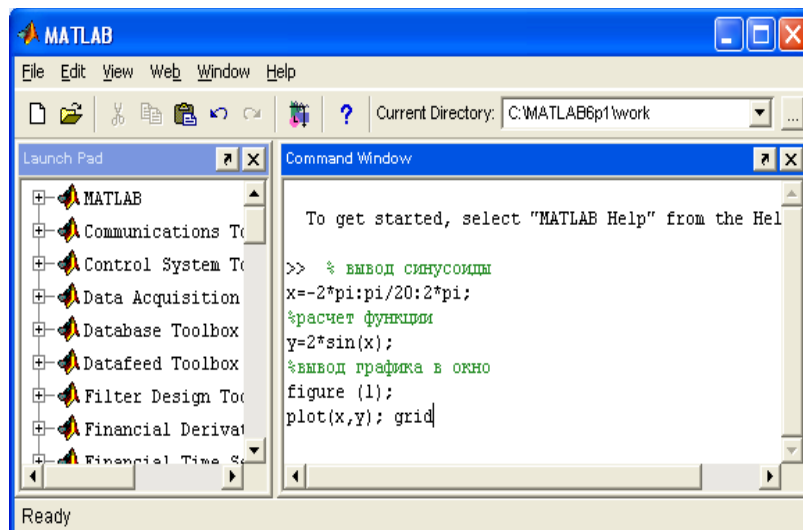 MATLAB
File Edit View Web Window Help
? Current Directory: C:\MATLAB6p1\work ...
Launch Pad
MATLAB
Communications To
Control System To
Data Acquisition
Database Toolbox
Datafeed Toolbox
Filter Design Too
Financial Derivat
Financial Time Se
Command Window
To get started, select "MATLAB Help" from the Hel
>> % вывод синусоиды
x=-2*pi:pi/20:2*pi;
%расчет функции
y=2*sin(x);
%вывод графика в окно
figure (1);
plot(x,y); grid
Ready